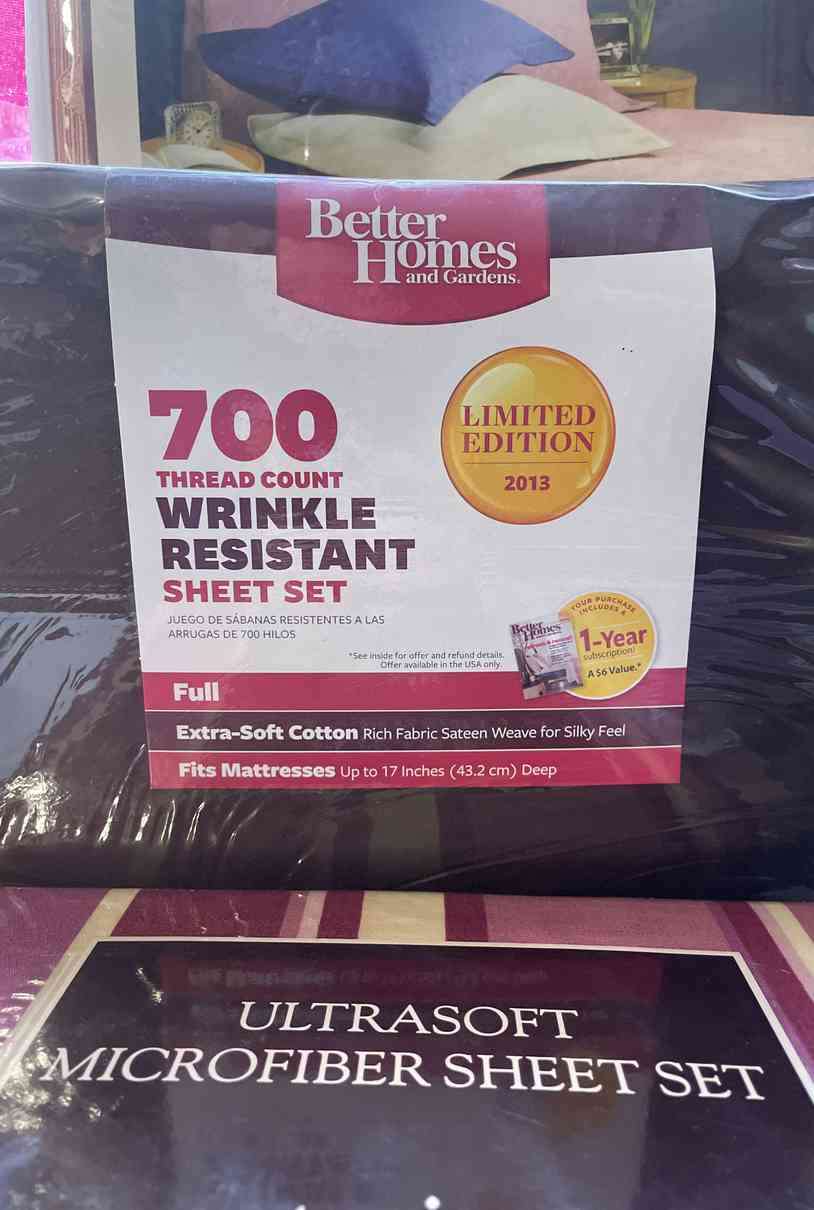 Better
Homes
and Gardens®
LIMITED
EDITION
2013
700
THREAD COUNT
WRINKLE
RESISTANT
SHEET SET
JUEGO DE SÁBANAS RESISTENTES A LAS
ARRUGAS DE 700 HILOS
*See inside for offer and refund details.
Offer available in the USA only.
Better
Homes
YOUR PURCHASE
INCLUDES A
1-Year
subscription!
A $6 Value.*
Full
Extra-Soft Cotton Rich Fabric Sateen Weave for Silky Feel
Fits Mattresses Up to 17 Inches (43.2 cm) Deep
ULTRASOFT
MICROFIBER SHEET SET